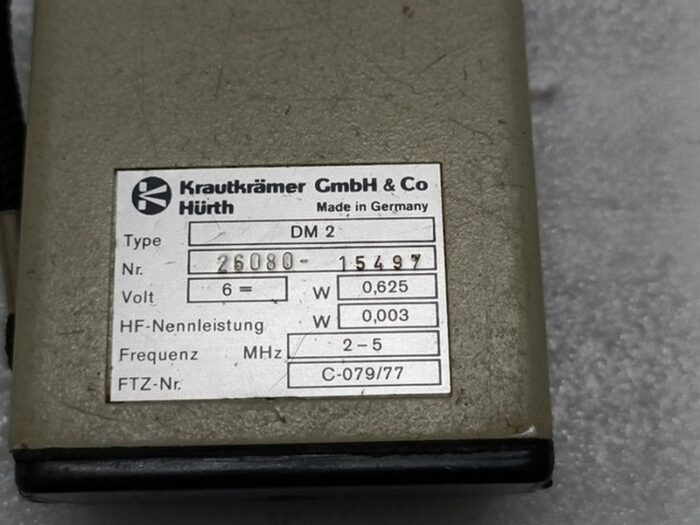 Krautkrämer GmbH & Co
Hürth Made in Germany
Type DM 2
Nr. 26080- 15497
Volt 6 = W 0,625
HF-Nennleistung W 0,003
Frequenz MHz 2-5
FTZ-Nr. C-079/77